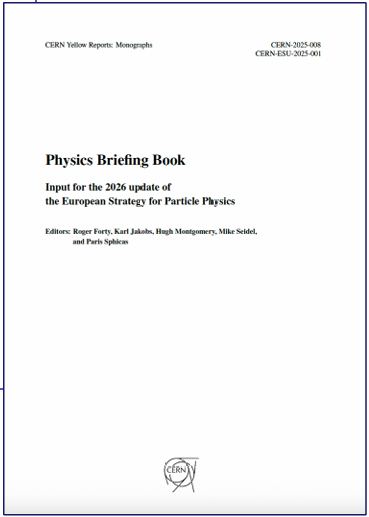 CERN Yellow Reports: Monographs
CERN-2025-008
CERN-ESU-2025-001
Physics Briefing Book
Input for the 2026 update of
the European Strategy for Particle Physics
Editors: Roger Forty, Karl Jakobs, Hugh Montgomery, Mike Seidel,
and Paris Sphicas
CERN